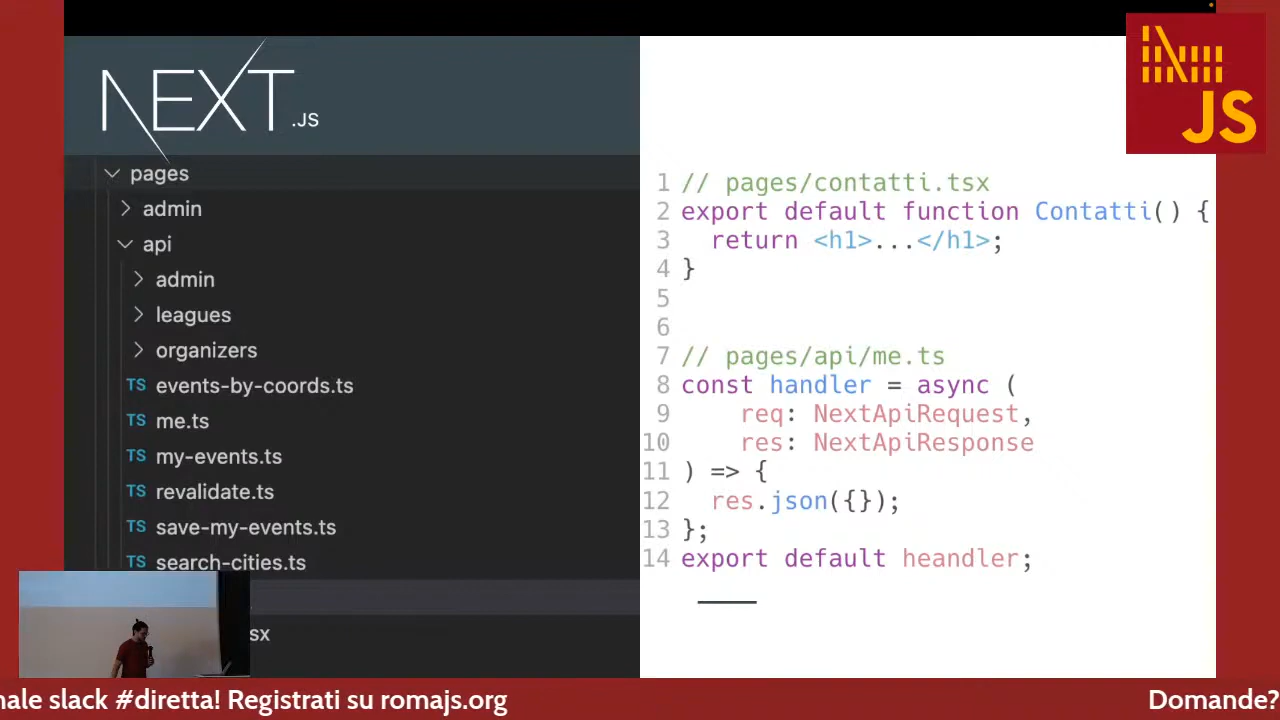 NEXT.JS
JS
pages
admin
api
admin
leagues
organizers
TS events-by-coords.ts
TS me.ts
TS my-events.ts
TS revalidate.ts
TS save-my-events.ts
TS search-cities.ts
sx
1 // pages/contatti.tsx
2 export default function Contatti() {
3 return <h1>...</h1>;
4 }
5
6
7 // pages/api/me.ts
8 const handler = async (
9 req: NextApiRequest,
10 res: NextApiResponse
11 ) => {
12 res.json({});
13 };
14 export default heandler;
nale slack #diretta! Registrati su romajs.org
Domande?